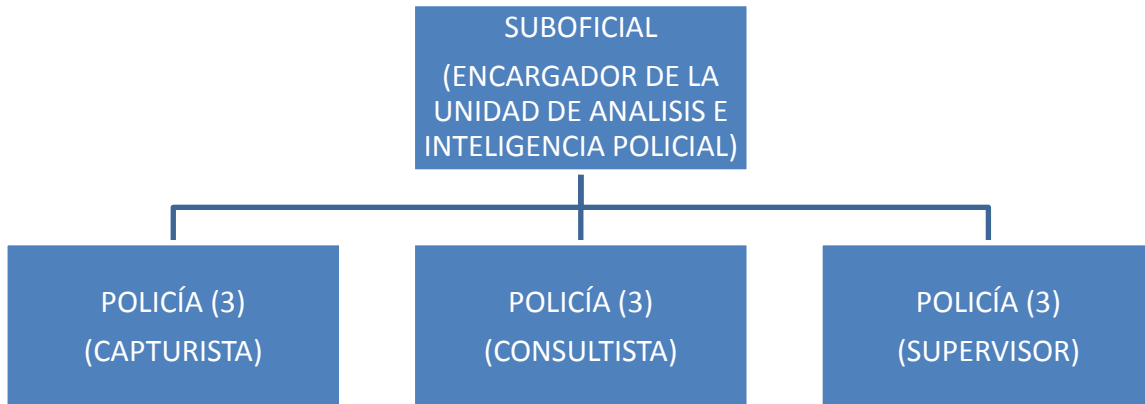 SUBOFICIAL
(ENCARGADOR DE LA
UNIDAD DE ANALISIS E
INTELIGENCIA POLICIAL)
POLICÍA (3)
(CAPTURISTA)
POLICÍA (3)
(CONSULTISTA)
POLICÍA (3)
(SUPERVISOR)